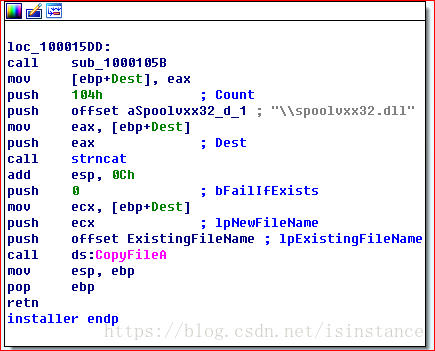 loc_100015DD:
call sub_1000105B
mov [ebp+Dest], eax
push 104h ; Count
push offset aSpoolvxx32_d_1 ; "\\spoolvxx32.dll"
mov eax, [ebp+Dest]
push eax ; Dest
call strncat
add esp, 0Ch
push 0 ; bFailIfExists
mov ecx, [ebp+Dest]
push ecx ; lpNewFileName
push offset ExistingFileName ; lpExistingFileName
call ds:CopyFileA
mov esp, ebp
pop ebp
retn
installer endp
https://blog.csdn.net/isinstance